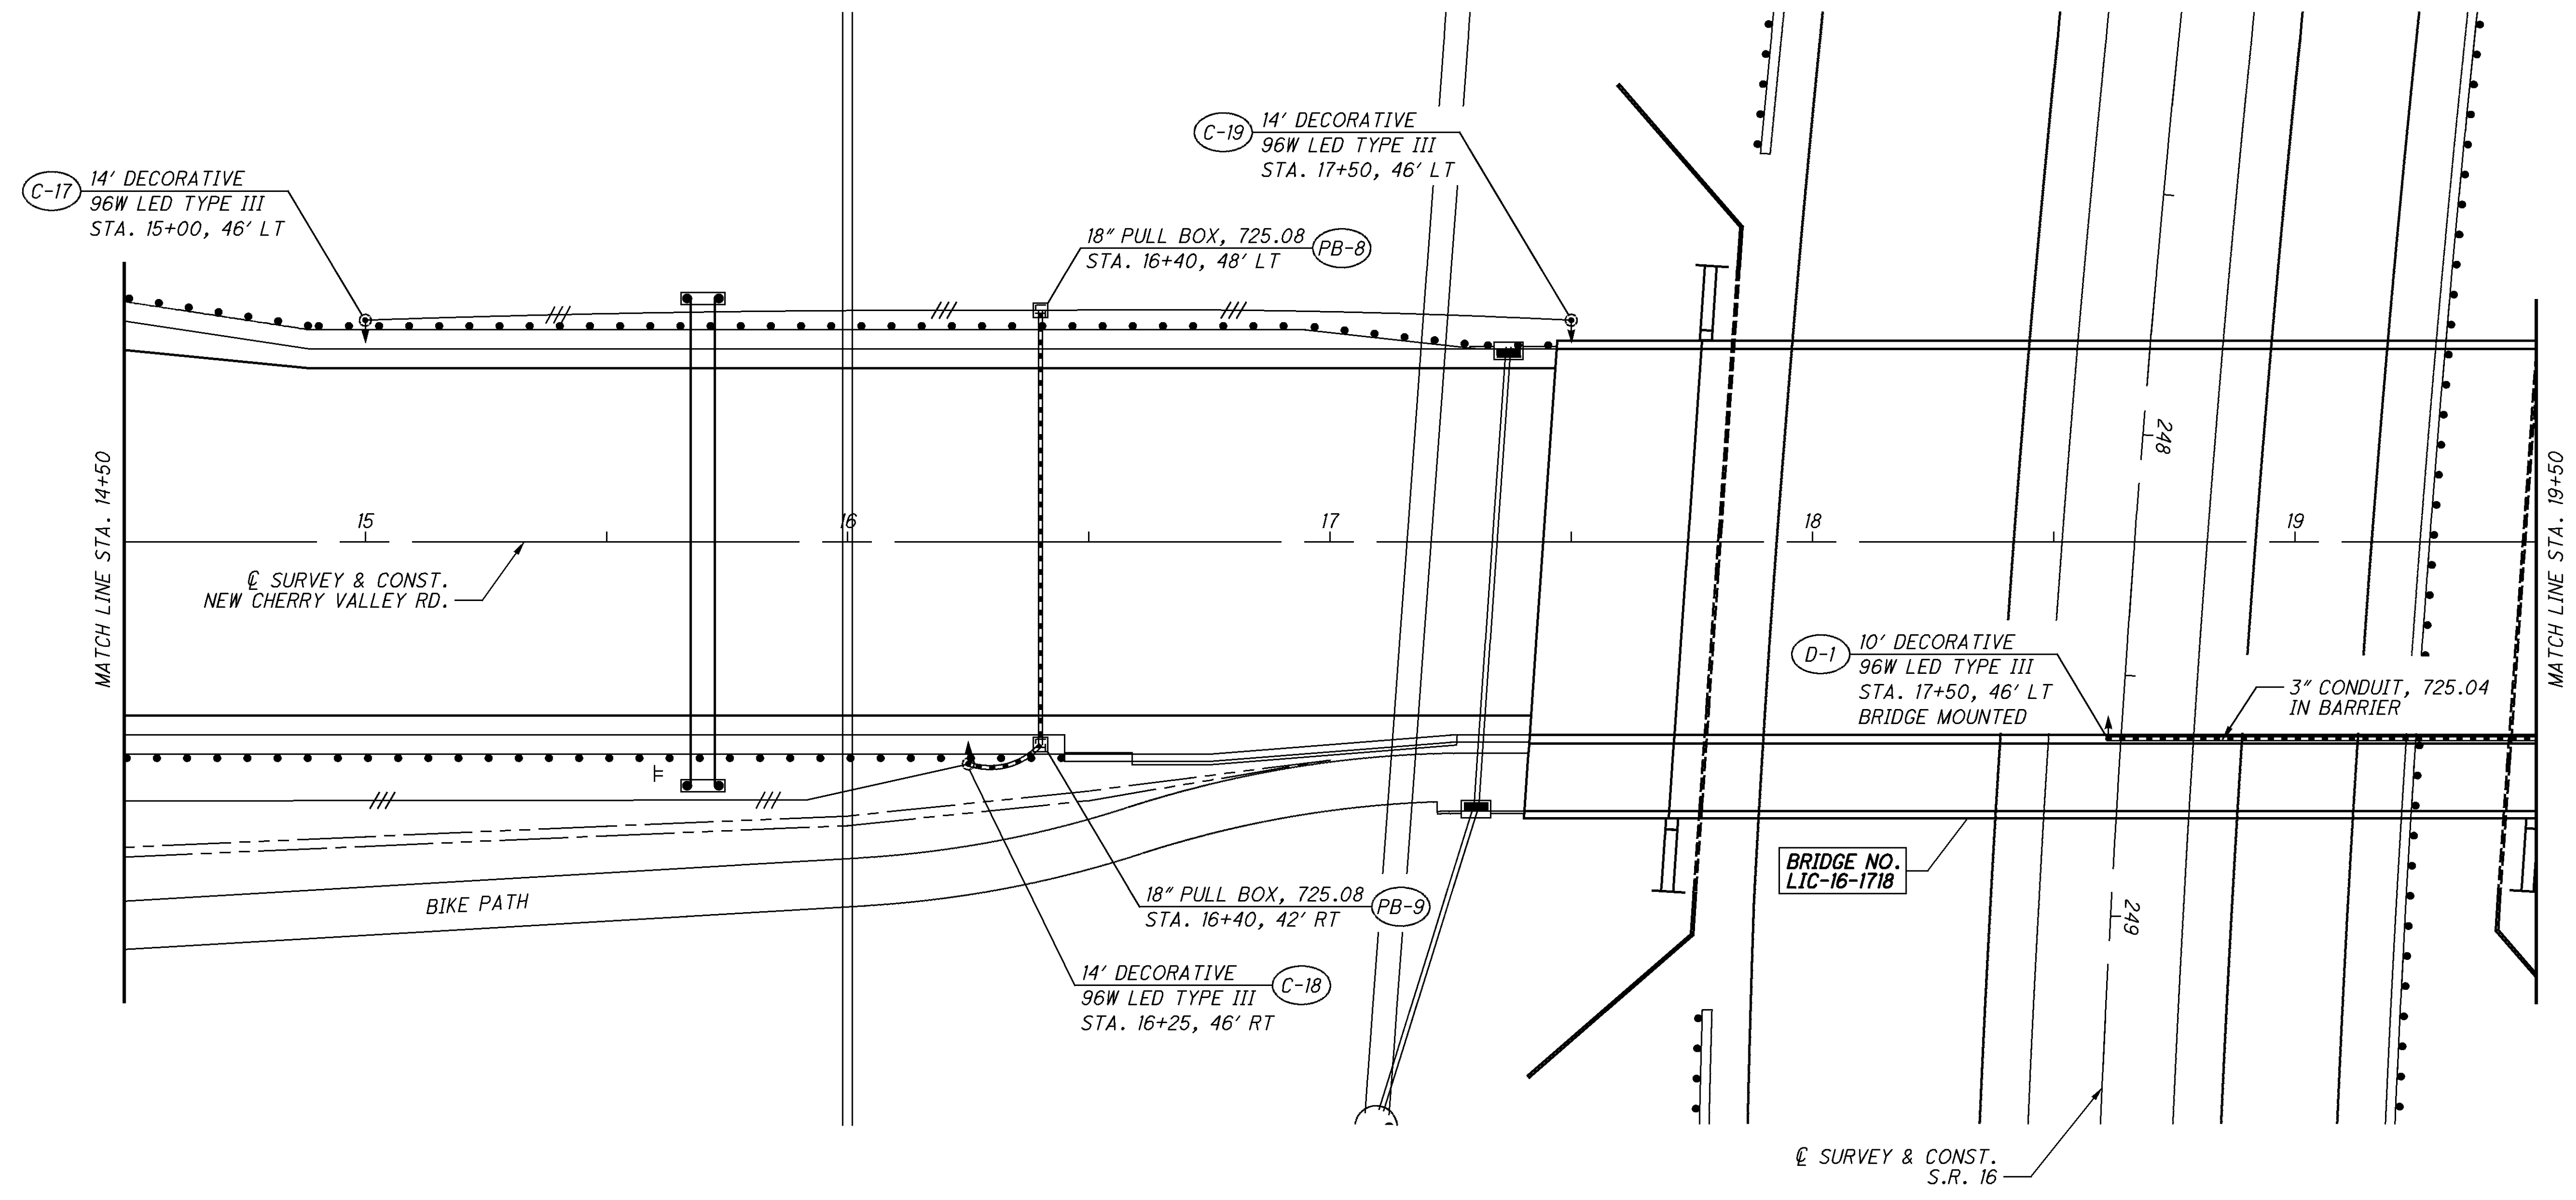 C-17
14' DECORATIVE
96W LED TYPE III
STA. 15+00, 46' LT
C-19
14' DECORATIVE
96W LED TYPE III
STA. 17+50, 46' LT
18" PULL BOX, 725.08
STA. 16+40, 48' LT
PB-8
MATCH LINE STA. 14+50
15
16
17
18
19
248
MATCH LINE STA. 19+50
℄ SURVEY & CONST.
NEW CHERRY VALLEY RD.
D-1
10' DECORATIVE
96W LED TYPE III
STA. 17+50, 46' LT
BRIDGE MOUNTED
3" CONDUIT, 725.04
IN BARRIER
BRIDGE NO.
LIC-16-1718
BIKE PATH
18" PULL BOX, 725.08
STA. 16+40, 42' RT
PB-9
249
14' DECORATIVE
96W LED TYPE III
STA. 16+25, 46' RT
C-18
℄ SURVEY & CONST.
S.R. 16